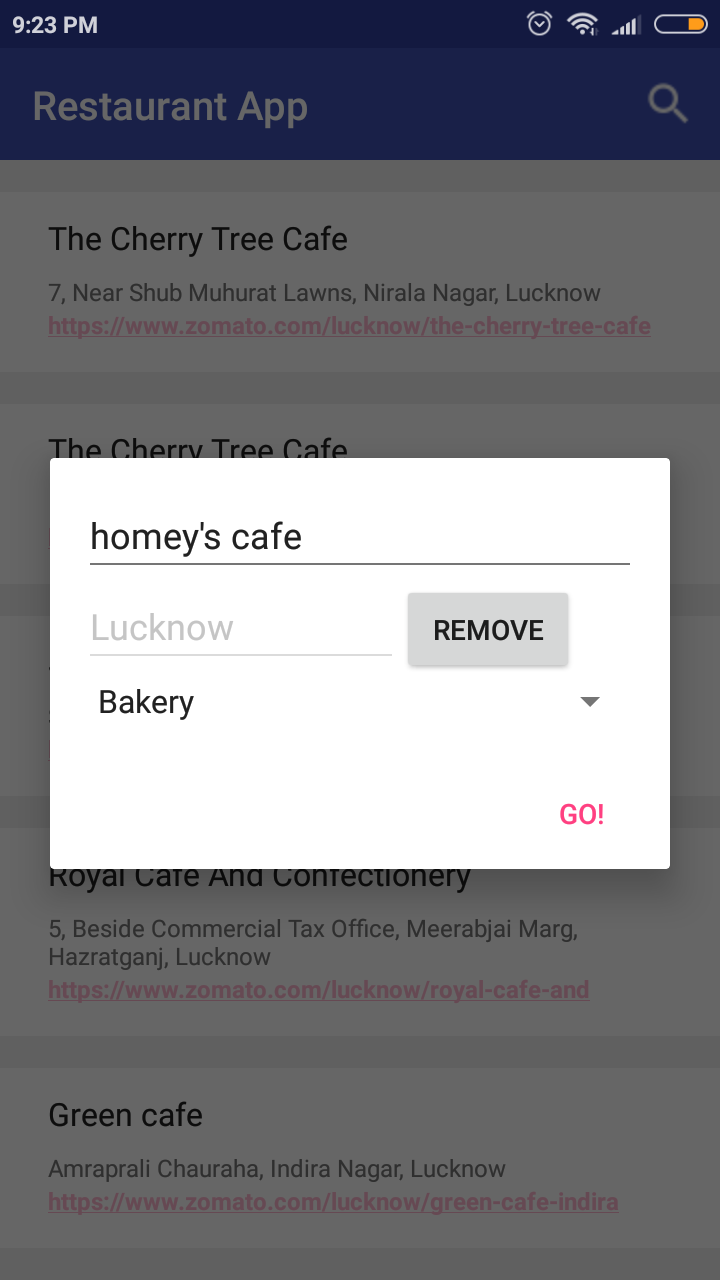 9:23 PM
Restaurant App
The Cherry Tree Cafe
7, Near Shub Muhurat Lawns, Nirala Nagar, Lucknow
https://www.zomato.com/lucknow/the-cherry-tree-cafe
The Cherry Tree Cafe
homey's cafe
Lucknow
REMOVE
Bakery
GO!
Royal Cafe And Confectionery
5, Beside Commercial Tax Office, Meerabjai Marg,
Hazratganj, Lucknow
https://www.zomato.com/lucknow/royal-cafe-and
Green cafe
Amraprali Chauraha, Indira Nagar, Lucknow
https://www.zomato.com/lucknow/green-cafe-indira